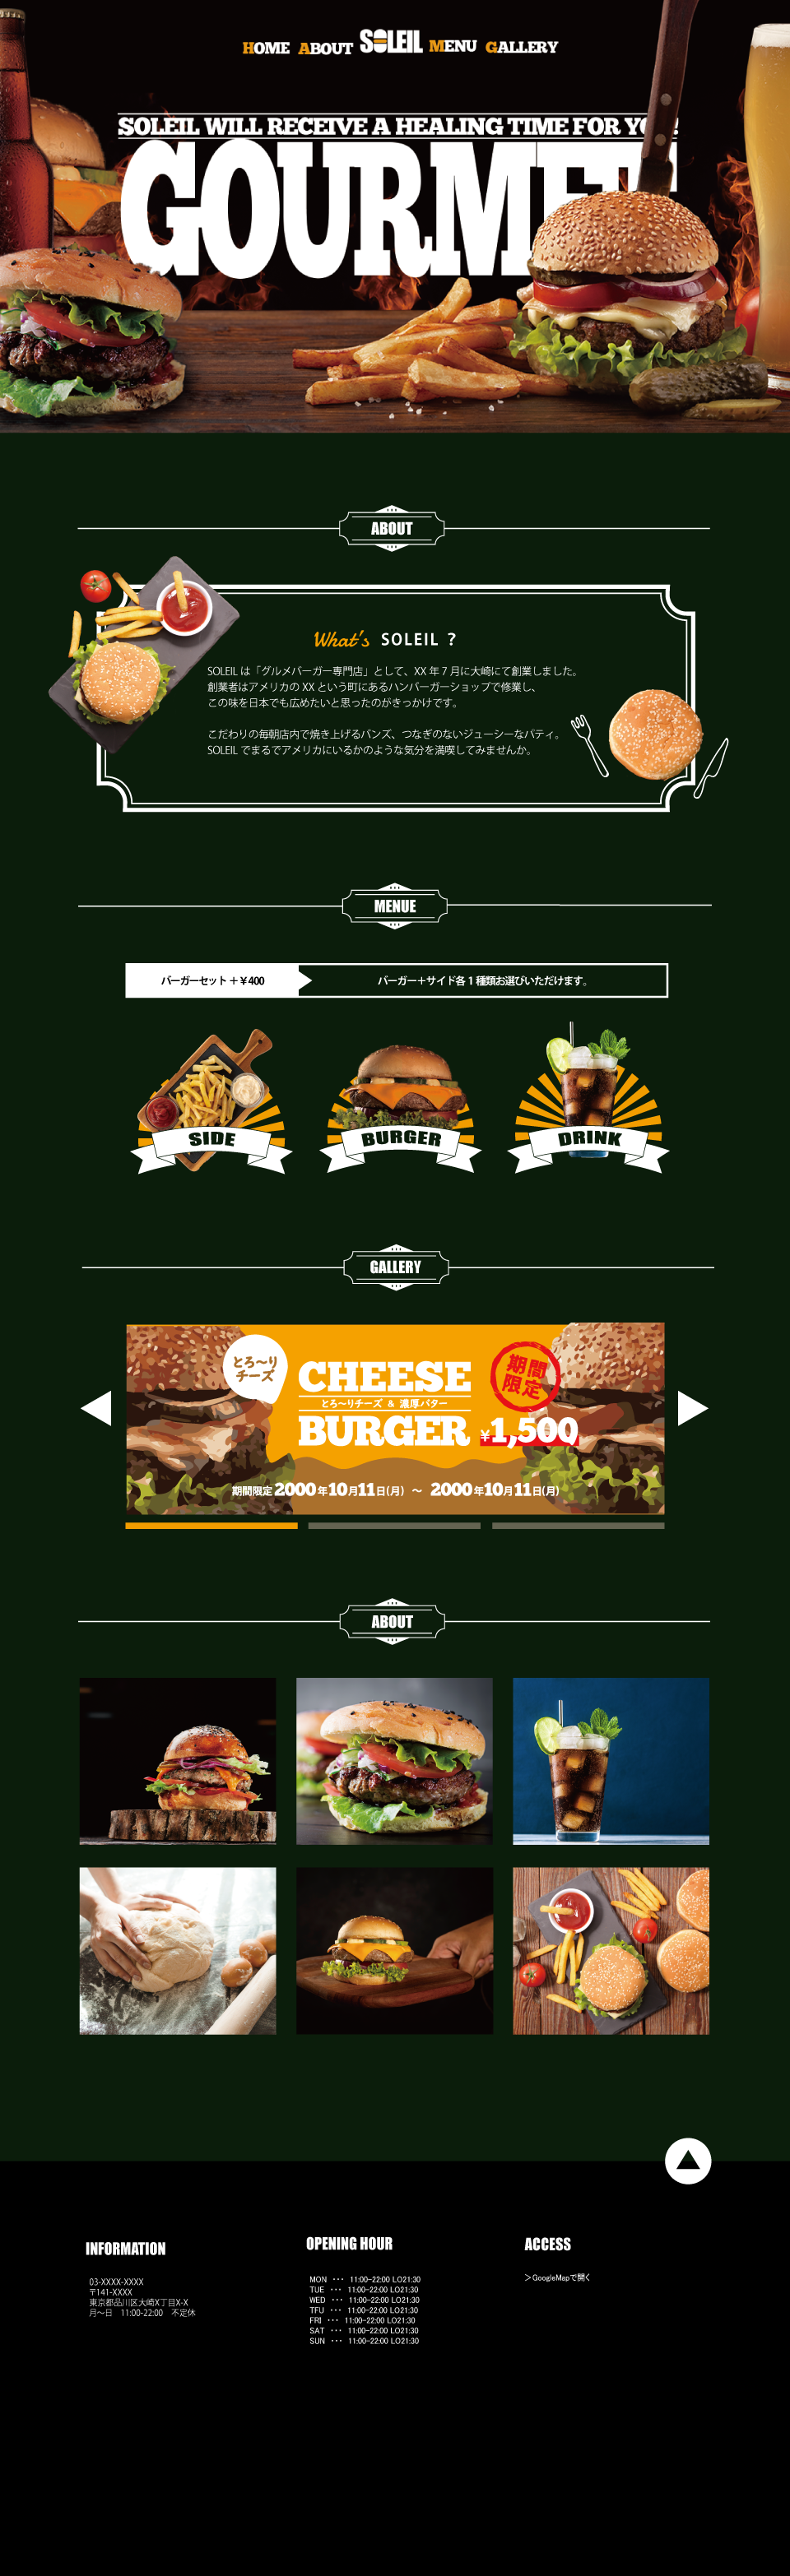 HOME ABOUT SOLEIL MENU GALLERY
SOLEIL WILL RECEIVE A HEALING TIME FOR
ABOUT
What's SOLEIL ?
SOLEIL は「グルメバーガー専門店」として、XX 年 7 月に大崎にて創業しました。
創業者はアメリカの XX という町にあるハンバーガーショップで修業し、
この味を日本でも広めたいと思ったのがきっかけです。
こだわりの毎朝店内で焼き上げるバンズ、つなぎのないジューシーなパティ。
SOLEIL でまるでアメリカにいるかのような気分を満喫してみませんか。
MENUE
バーガーセット ＋￥400
バーガー＋サイド各 1 種類お選びいただけます。
SIDE
BURGER
DRINK
GALLERY
とろ〜り
チーズ
CHEESE
とろ〜りチーズ & 濃厚バター
BURGER
期間
限定
¥1,500
期間限定 2000年10月11日(月) 〜 2000年10月11日(月)
ABOUT
INFORMATION
03-XXXX-XXXX
〒141-XXXX
東京都品川区大崎X丁目X-X
月〜日　11:00-22:00　不定休
OPENING HOUR
MON ・・・ 11:00-22:00 LO21:30
TUE ・・・ 11:00-22:00 LO21:30
WED ・・・ 11:00-22:00 LO21:30
TFU ・・・ 11:00-22:00 LO21:30
FRI ・・・ 11:00-22:00 LO21:30
SAT ・・・ 11:00-22:00 LO21:30
SUN ・・・ 11:00-22:00 LO21:30
ACCESS
＞GoogleMapで開く